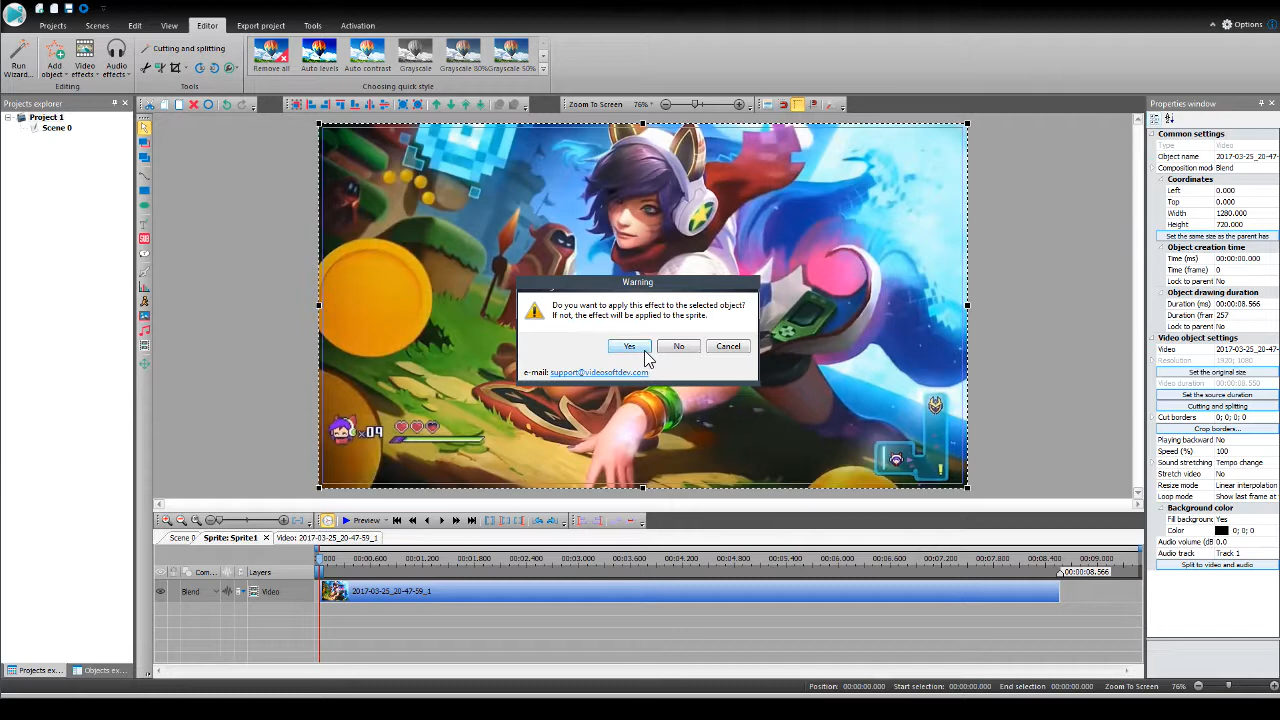 Projects Scenes Edit View Editor Export project Tools Activation Options
Run Wizard... Add object Video effects Audio effects
Editing
Cutting and splitting
Tools
Remove all Auto levels Auto contrast Grayscale Grayscale 80% Grayscale 50%
Choosing quick style
Projects explorer
Project 1
Scene 0
Zoom To Screen 76%
SUB
x09
Warning
Do you want to apply this effect to the selected object?
If not, the effect will be applied to the sprite.
Yes No Cancel
e-mail: support@videosoftdev.com
Properties window
Common settings
Type Video
Object name 2017-03-25_20-47-
Composition mode Blend
Coordinates
Left 0.000
Top 0.000
Width 1280.000
Height 720.000
Set the same size as the parent has
Object creation time
Time (ms) 00:00:00.000
Time (frame) 0
Lock to parent No
Object drawing duration
Duration (ms) 00:00:08.566
Duration (frame) 257
Lock to parent No
Video object settings
Video 2017-03-25_20-47-
Resolution 1920; 1080
Set the original size
Video duration 00:00:08.550
Set the source duration
Cutting and splitting
Cut borders 0; 0; 0; 0
Crop borders...
Playing backward No
Speed (%) 100
Sound stretching Tempo change
Stretch video No
Resize mode Linear interpolation
Loop mode Show last frame at
Background color
Fill background Yes
Color 0; 0; 0
Audio volume (dB 0.0
Audio track Track 1
Split to video and audio
Preview
Scene 0 Sprite: Sprite1 Video: 2017-03-25_20-47-59_1
000 00:00.600 00:01.200 00:01.800 00:02.400 00:03.000 00:03.600 00:04.200 00:04.800 00:05.400 00:06.000 00:06.600 00:07.200 00:07.800 00:08.400 00:09.000
Com... Layers 00:00:08.566
Blend Video 2017-03-25_20-47-59_1
Projects ex... Objects ex...
Position: 00:00:00.000 Start selection: 00:00:00.000 End selection: 00:00:00.000 Zoom To Screen 76%